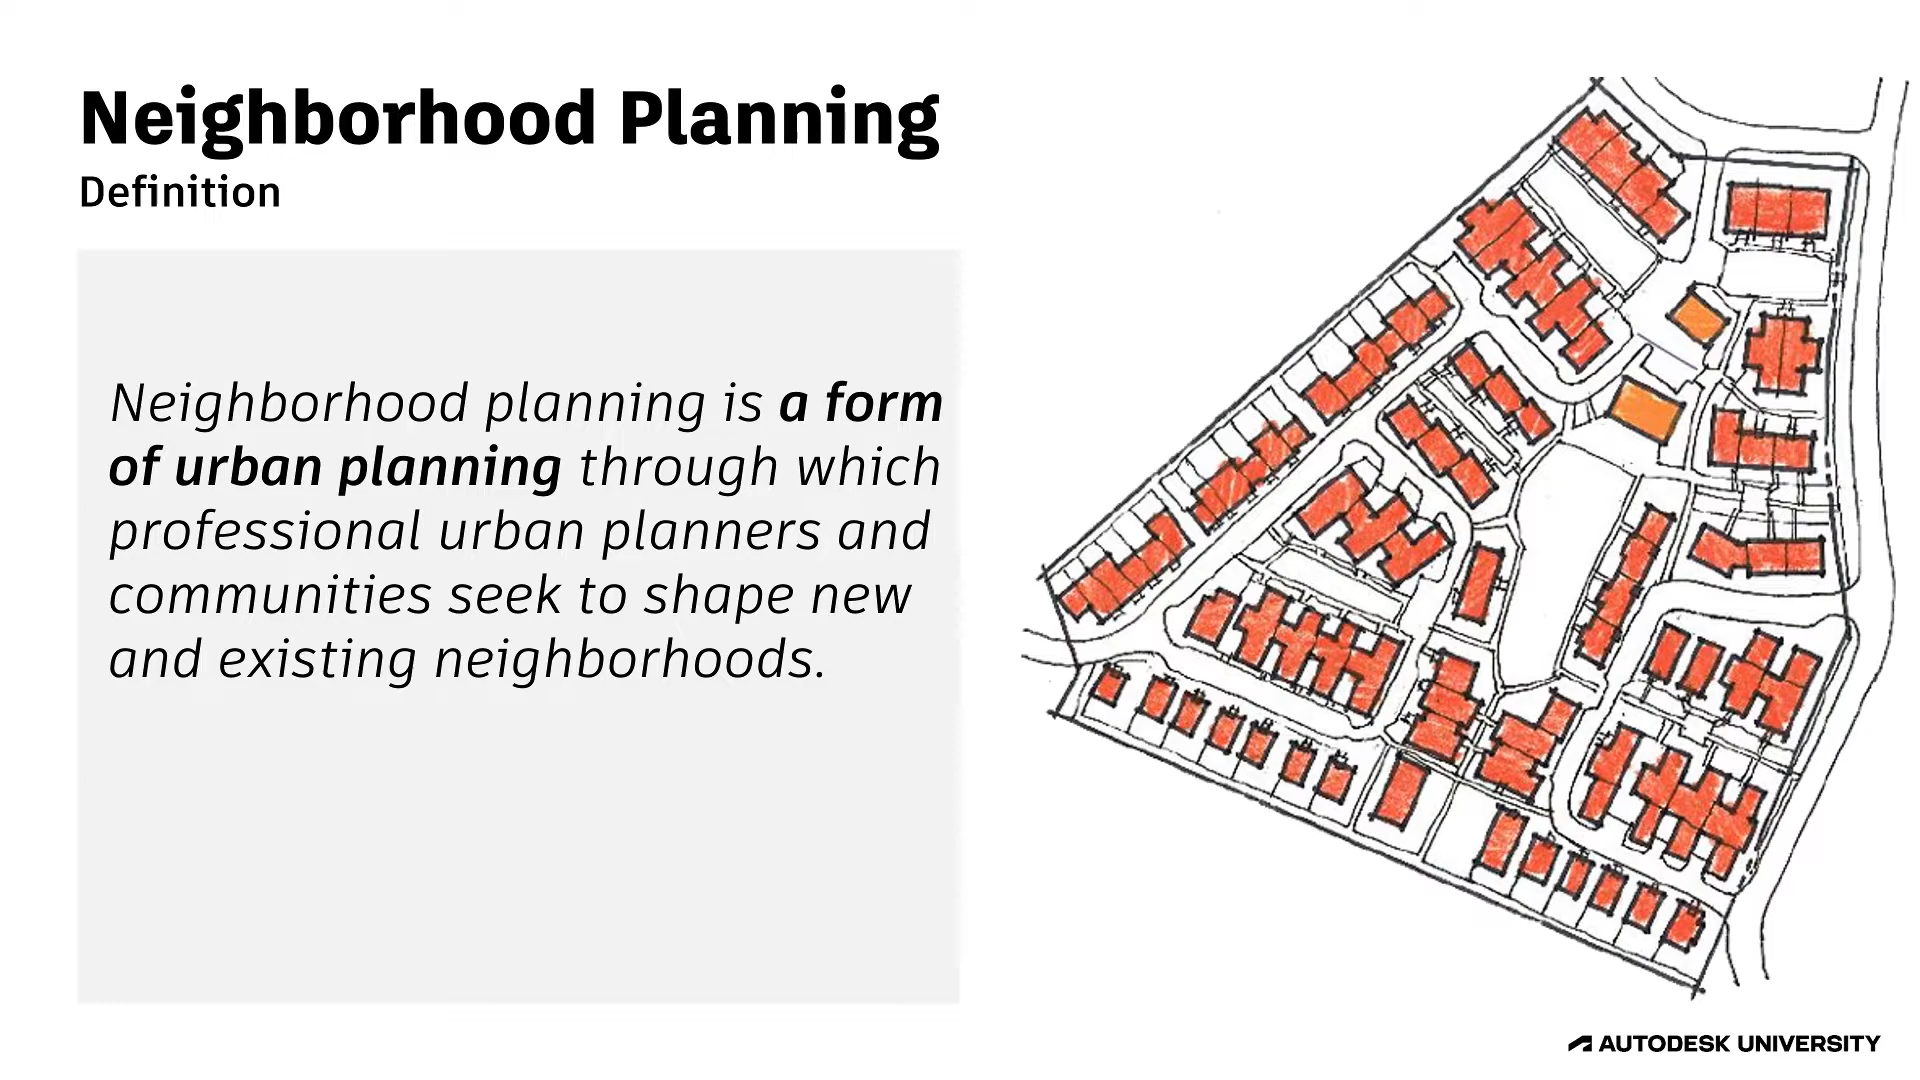 Neighborhood Planning
Definition
Neighborhood planning is a form
of urban planning through which
professional urban planners and
communities seek to shape new
and existing neighborhoods.
AUTODESK UNIVERSITY